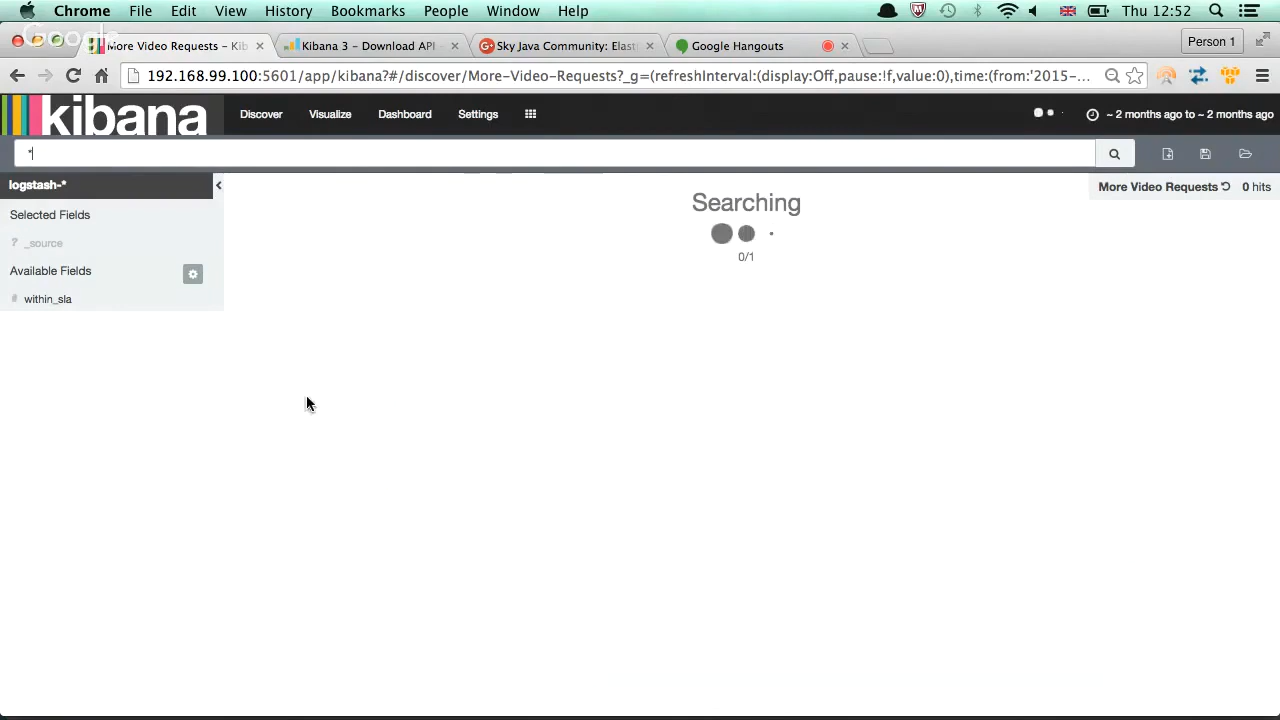 Chrome File Edit View History Bookmarks People Window Help Thu 12:52
Google
More Video Requests – Kib Kibana 3 – Download API – Sky Java Community: Elast Google Hangouts Person 1
192.168.99.100:5601/app/kibana?#/discover/More-Video-Requests?_g=(refreshInterval:(display:Off,pause:!f,value:0),time:(from:'2015-...
kibana Discover Visualize Dashboard Settings ~ 2 months ago to ~ 2 months ago
*
logstash-* More Video Requests 0 hits
Searching
Selected Fields
? _source
0/1
Available Fields
# within_sla